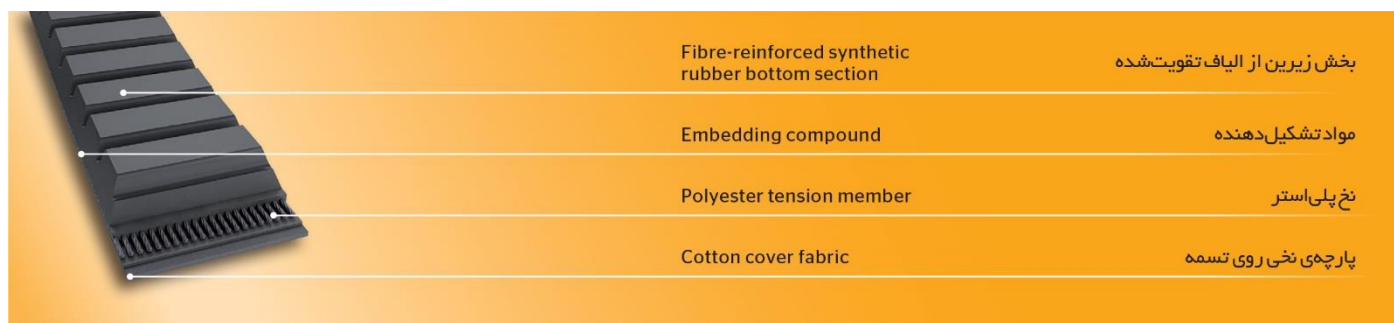 Fibre-reinforced synthetic
rubber bottom section
بخش زیرین از الیاف تقویت‌شده
Embedding compound
مواد تشکیل‌دهنده
Polyester tension member
نخ پلی‌استر
Cotton cover fabric
پارچه‌ی نخی روی تسمه